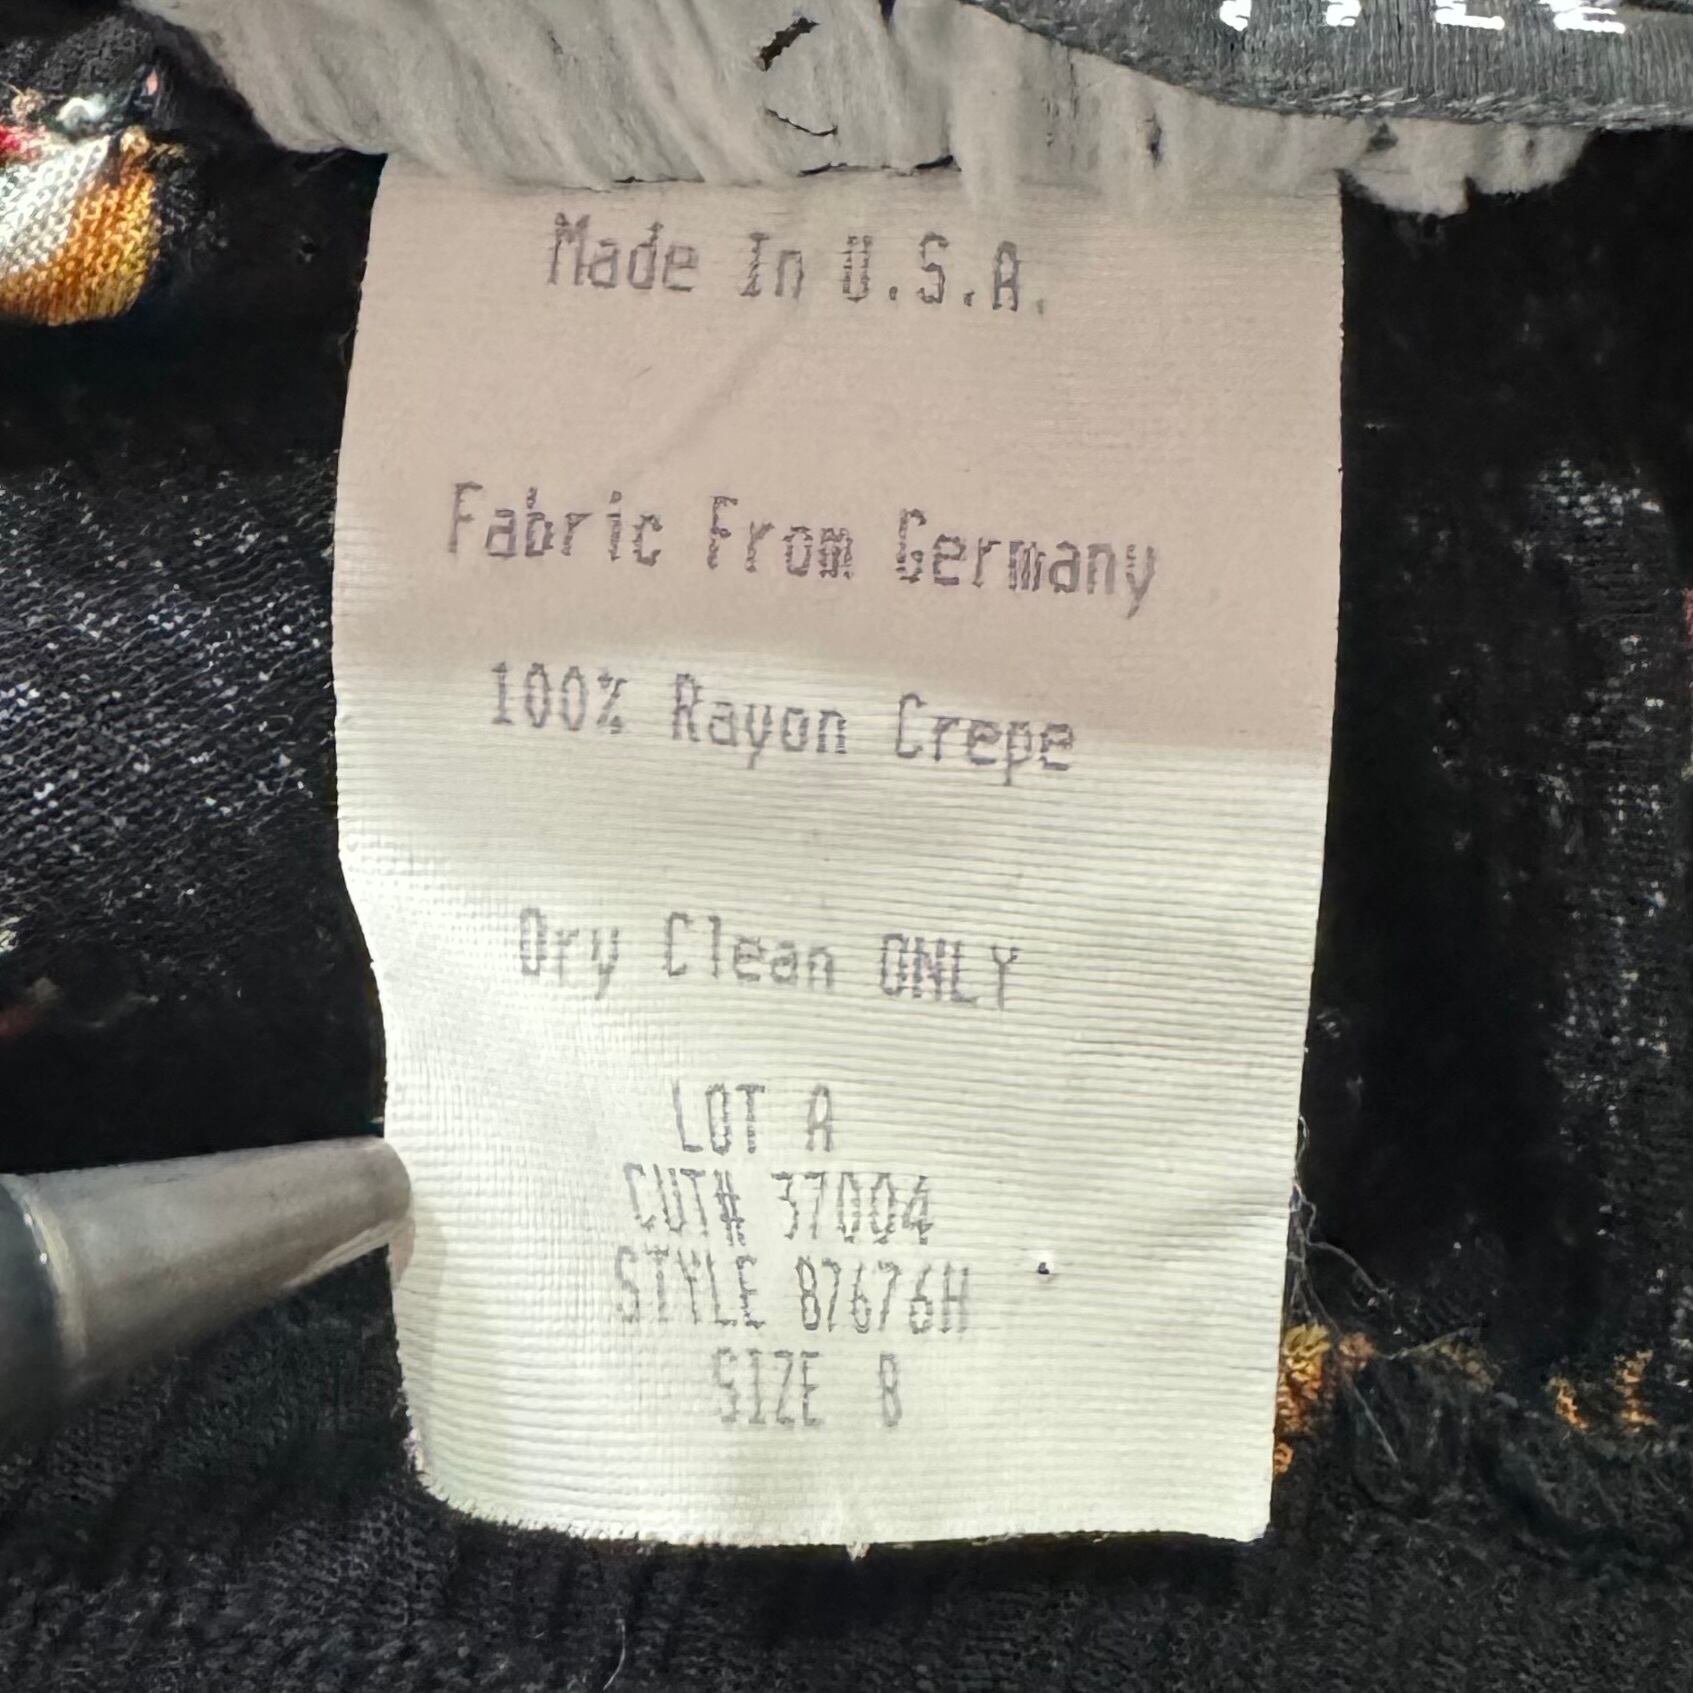 Made In U.S.A.
Fabric From Germany
100% Rayon Crepe
Dry Clean ONLY
LOT A
CUT# 37004
STYLE 87676H
SIZE 8